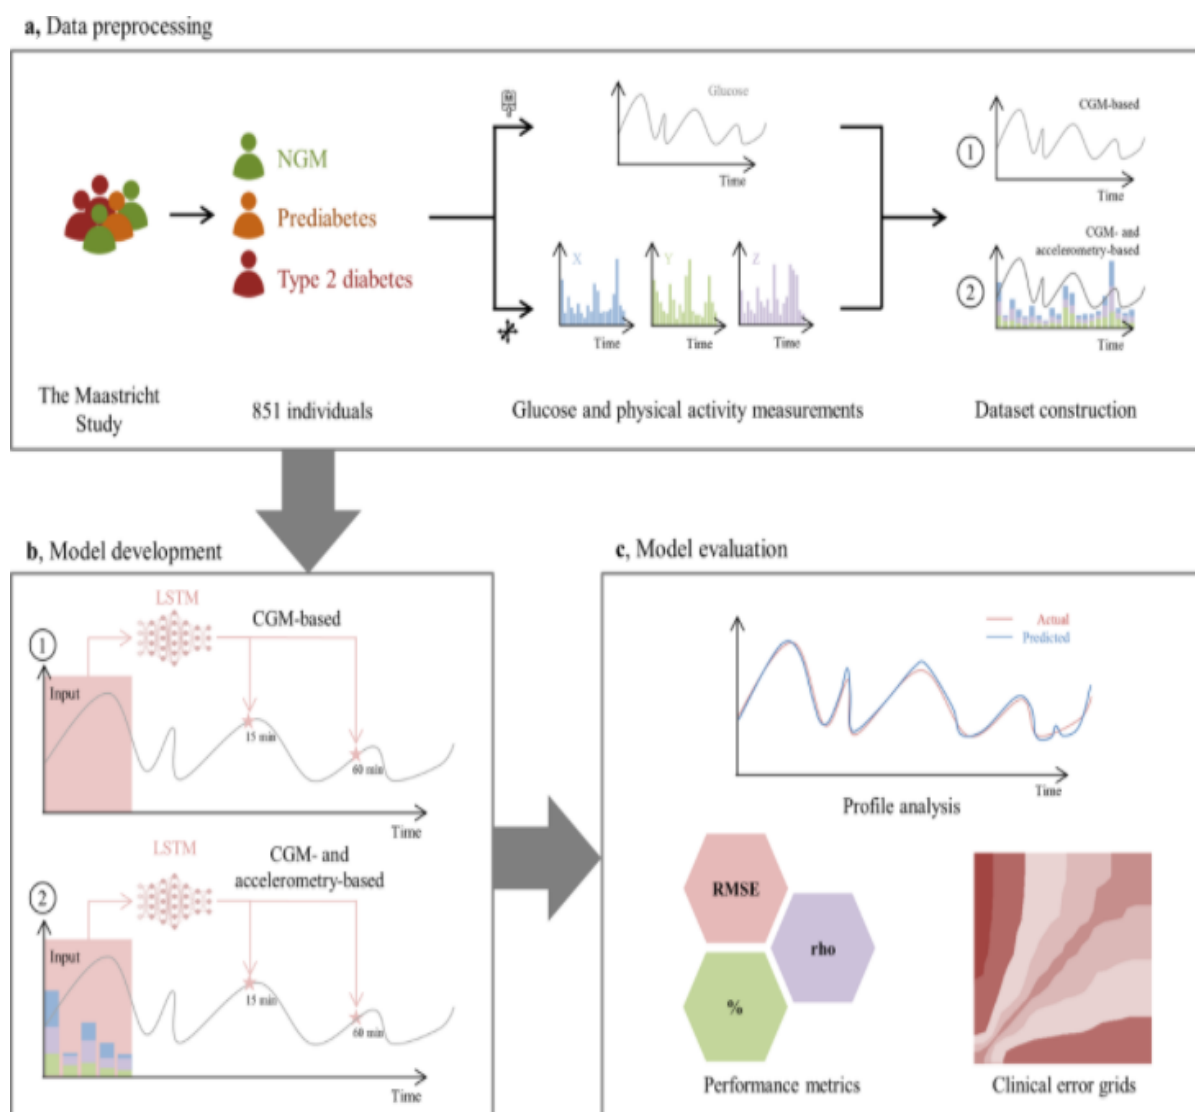 a, Data preprocessing
NGM
Prediabetes
Type 2 diabetes
The Maastricht
Study
851 individuals
M
Glucose
Time
X
Time
Y
Time
Z
Time
Glucose and physical activity measurements
1
CGM-based
Time
2
CGM- and
accelerometry-based
Time
Dataset construction
b, Model development
1
LSTM
CGM-based
Input
15 min
60 min
Time
2
LSTM
CGM- and
accelerometry-based
Input
15 min
60 min
Time
c, Model evaluation
Actual
Predicted
Time
Profile analysis
RMSE
rho
%
Performance metrics
Clinical error grids